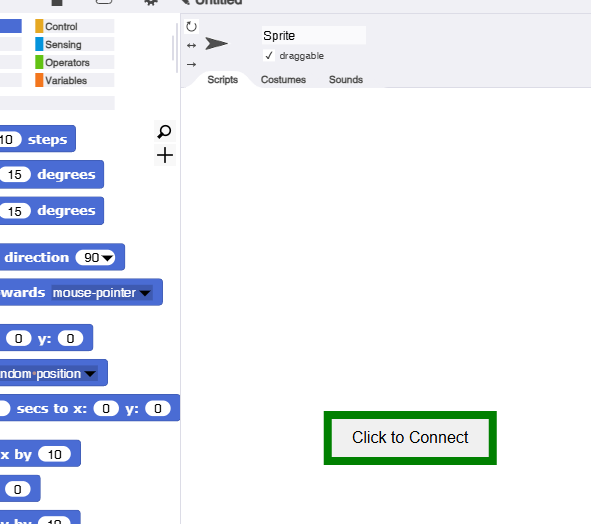 Untitled
Control
Sensing
Operators
Variables
Sprite
draggable
Scripts Costumes Sounds
10 steps
15 degrees
15 degrees
direction 90
wards mouse-pointer
0 y: 0
ndom-position
secs to x: 0 y: 0
x by 10
0
10
Click to Connect